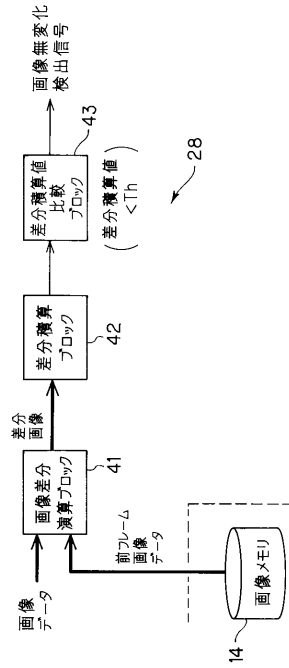 画像
データ
画像差分
演算ブロック
41
差分
画像
差分積算
ブロック
42
差分積算値
比較
ブロック
43
(差分積算値
<Th)
画像無変化
検出信号
28
前フレーム
画像
データ
画像メモリ
14